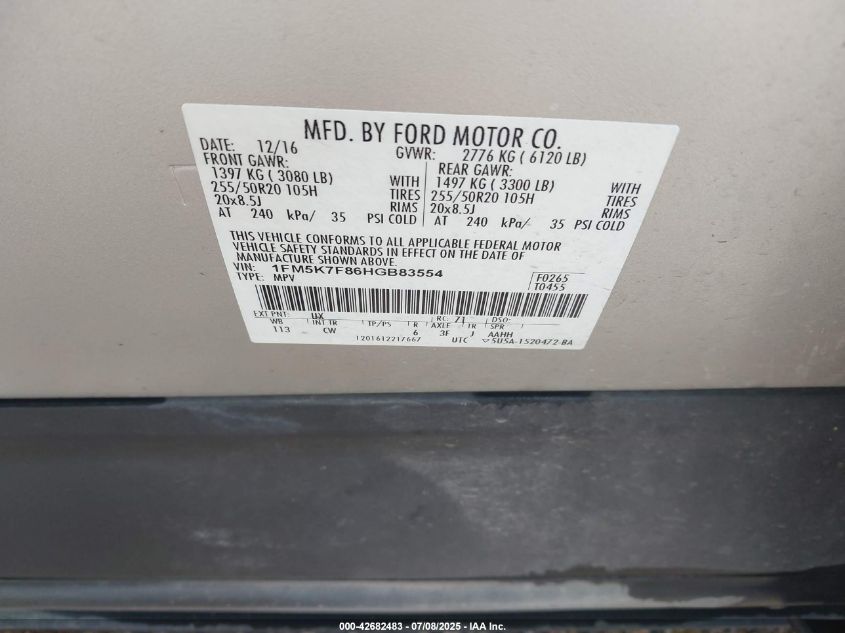 MFD. BY FORD MOTOR CO.
DATE: 12/16 GVWR: 2776 KG ( 6120 LB)
FRONT GAWR: REAR GAWR:
1397 KG ( 3080 LB) WITH 1497 KG ( 3300 LB) WITH
255/50R20 105H TIRES 255/50R20 105H TIRES
20x8.5J RIMS 20x8.5J RIMS
AT 240 kPa/ 35 PSI COLD AT 240 kPa/ 35 PSI COLD
THIS VEHICLE CONFORMS TO ALL APPLICABLE FEDERAL MOTOR
VEHICLE SAFETY STANDARDS IN EFFECT ON THE DATE OF
MANUFACTURE SHOWN ABOVE.
VIN: 1FM5K7F86HGB83554 F0265
TYPE: MPV T0455
EXT PNT: UX RC: 71 DSO:
WB INT TR TP/PS R AXLE TR SPR
113 CW 6 3F J AAHH
1201612217667 UTC 5U5A-1520472-BA
000-42682483 - 07/08/2025 - IAA Inc.